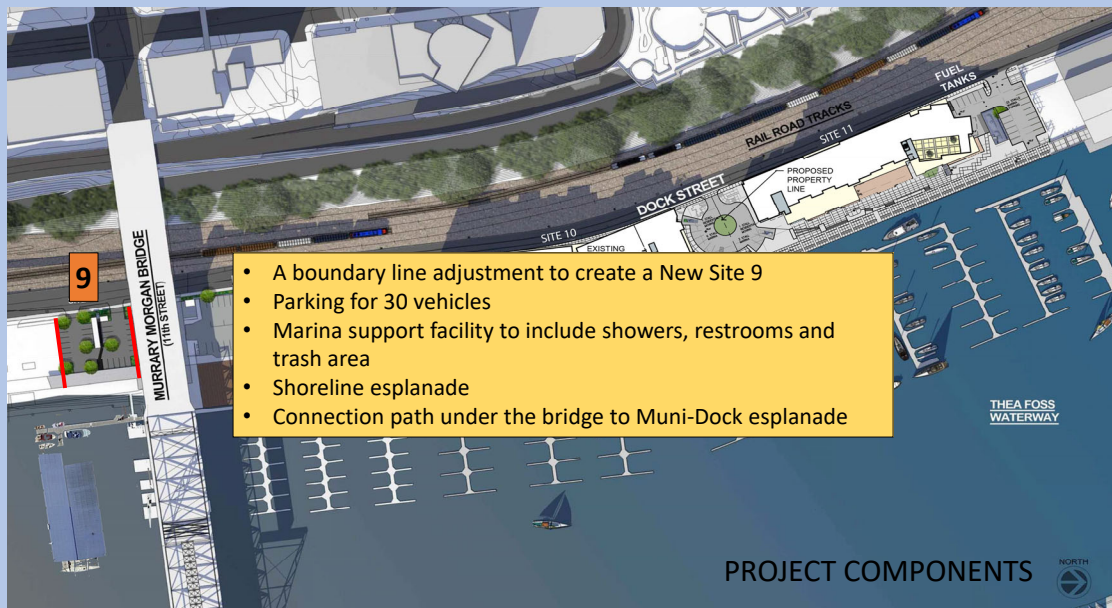 FUEL
TANKS
RAIL ROAD TRACKS
SITE 11
PROPOSED
PROPERTY
LINE
DOCK STREET
SITE 10
EXISTING
9
MURRARY MORGAN BRIDGE
(11th STREET)
• A boundary line adjustment to create a New Site 9
• Parking for 30 vehicles
• Marina support facility to include showers, restrooms and
trash area
• Shoreline esplanade
• Connection path under the bridge to Muni-Dock esplanade
THEA FOSS
WATERWAY
PROJECT COMPONENTS
NORTH